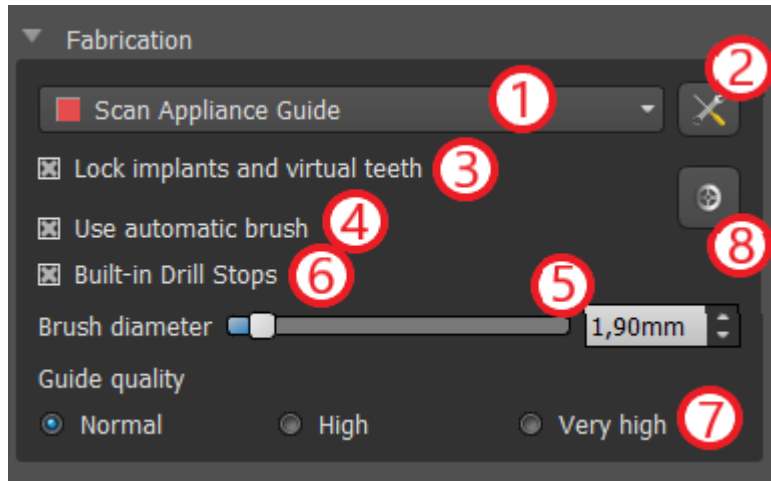 Fabrication
2
Scan Appliance Guide 1
Lock implants and virtual teeth 3
Use automatic brush 4
8
Built-in Drill Stops 6
5
Brush diameter 1,90mm
Guide quality
Normal High Very high 7